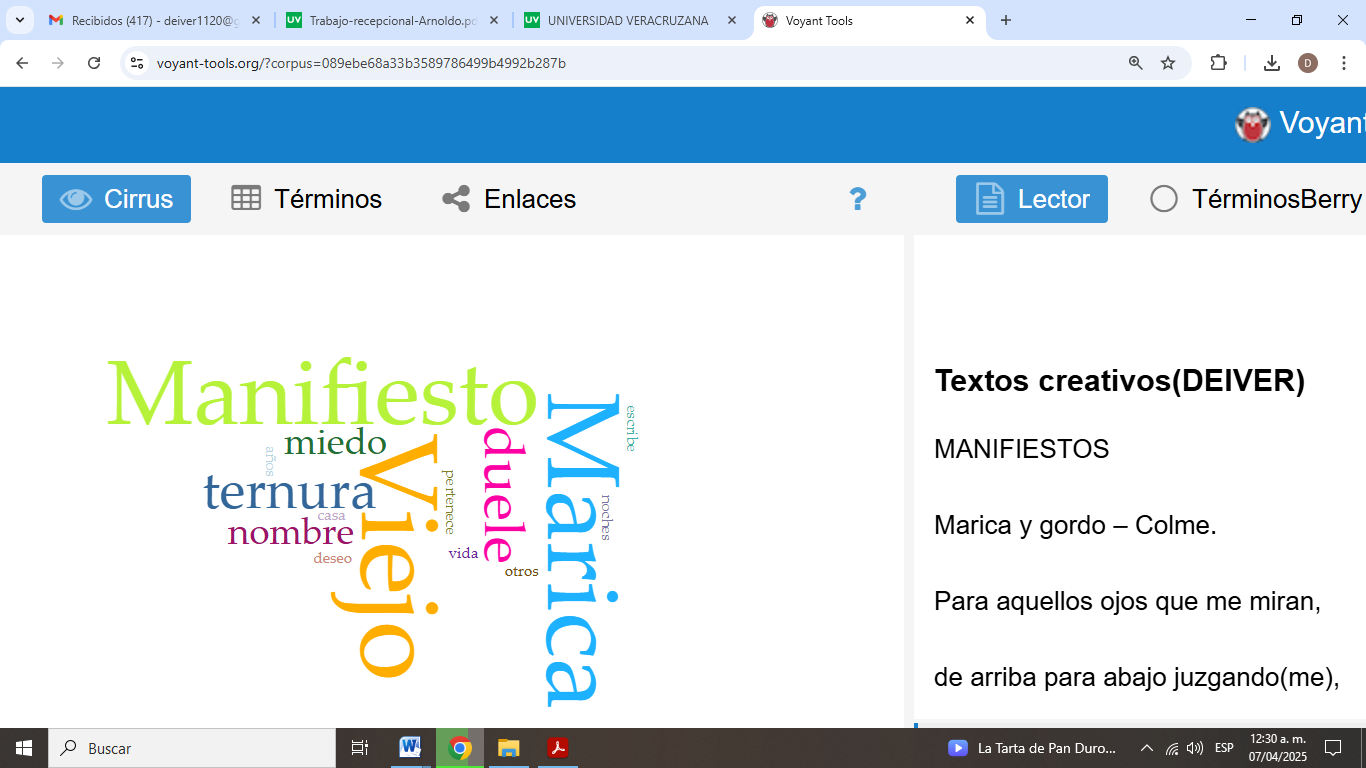 Recibidos (417) - deiver1120@g
Trabajo-recepcional-Arnoldo.pd
UNIVERSIDAD VERACRUZANA
Voyant Tools
voyant-tools.org/?corpus=089ebe68a33b3589786499b4992b287b
D
Voyant
Cirrus
Términos
Enlaces
?
Lector
TérminosBerry
Manifiesto
Marica
Viejo
duele
ternura
miedo
nombre
años
casa
deseo
pertenece
vida
otros
noches
escribe
Textos creativos(DEIVER)
MANIFIESTOS
Marica y gordo – Colme.
Para aquellos ojos que me miran,
de arriba para abajo juzgando(me),
Buscar
La Tarta de Pan Duro...
ESP
12:30 a. m.
07/04/2025